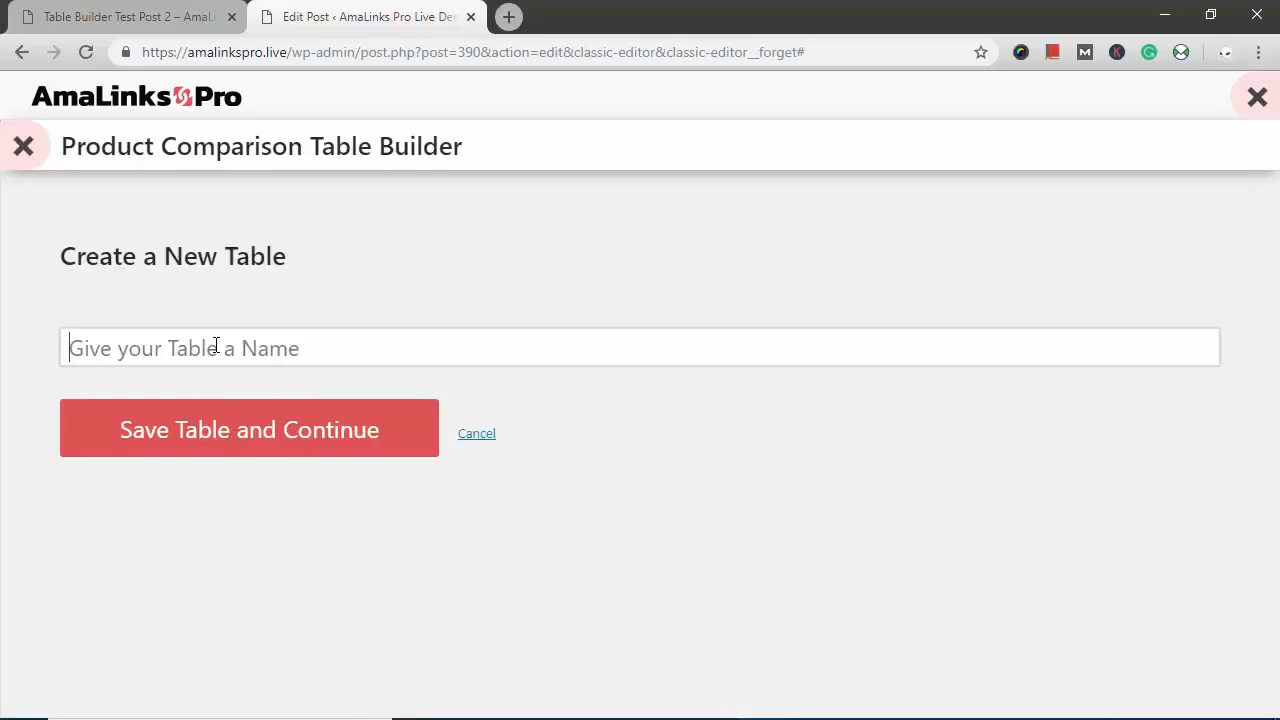 Table Builder Test Post 2 – AmaLi
Edit Post ‹ AmaLinks Pro Live Der
https://amalinkspro.live/wp-admin/post.php?post=390&action=edit&classic-editor&classic-editor__forget#
AmaLinks Pro
Product Comparison Table Builder
Create a New Table
Give your Table a Name
Save Table and Continue
Cancel